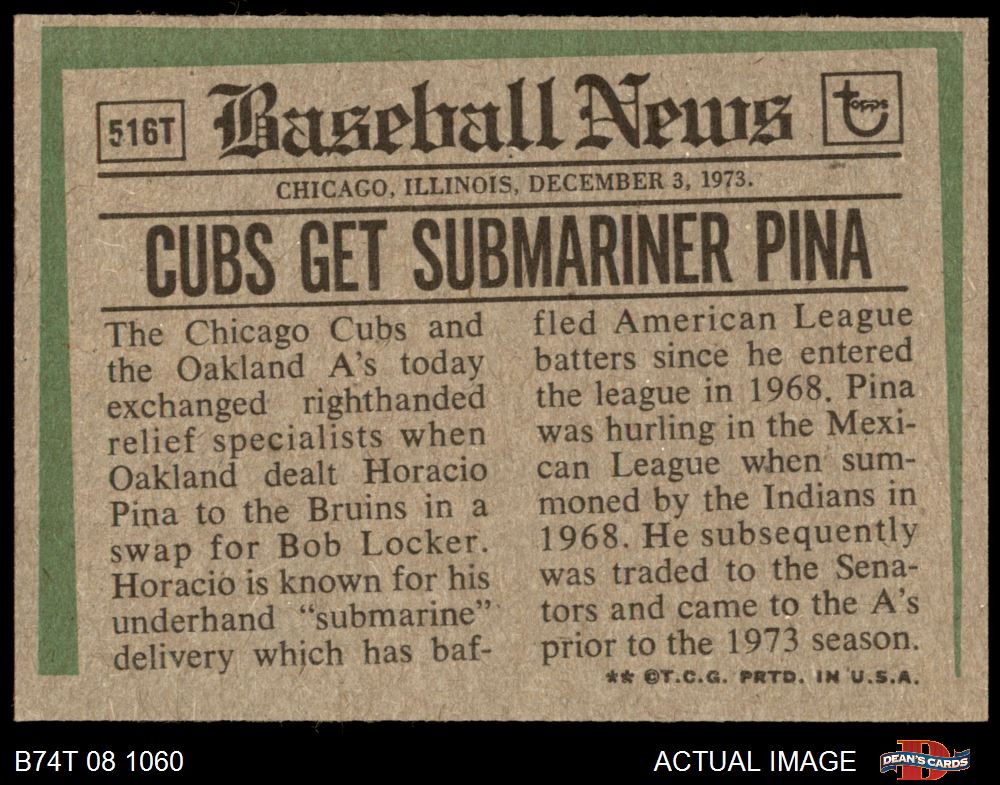 516T
Baseball News
Topps
CHICAGO, ILLINOIS, DECEMBER 3, 1973.
CUBS GET SUBMARINER PINA
The Chicago Cubs and
the Oakland A's today
exchanged righthanded
relief specialists when
Oakland dealt Horacio
Pina to the Bruins in a
swap for Bob Locker.
Horacio is known for his
underhand "submarine"
delivery which has baf-
fled American League
batters since he entered
the league in 1968. Pina
was hurling in the Mexi-
can League when sum-
moned by the Indians in
1968. He subsequently
was traded to the Sena-
tors and came to the A's
prior to the 1973 season.
** ©T.C.G. PRTD. IN U.S.A.
B74T 08 1060
ACTUAL IMAGE
DEAN'S CARDS